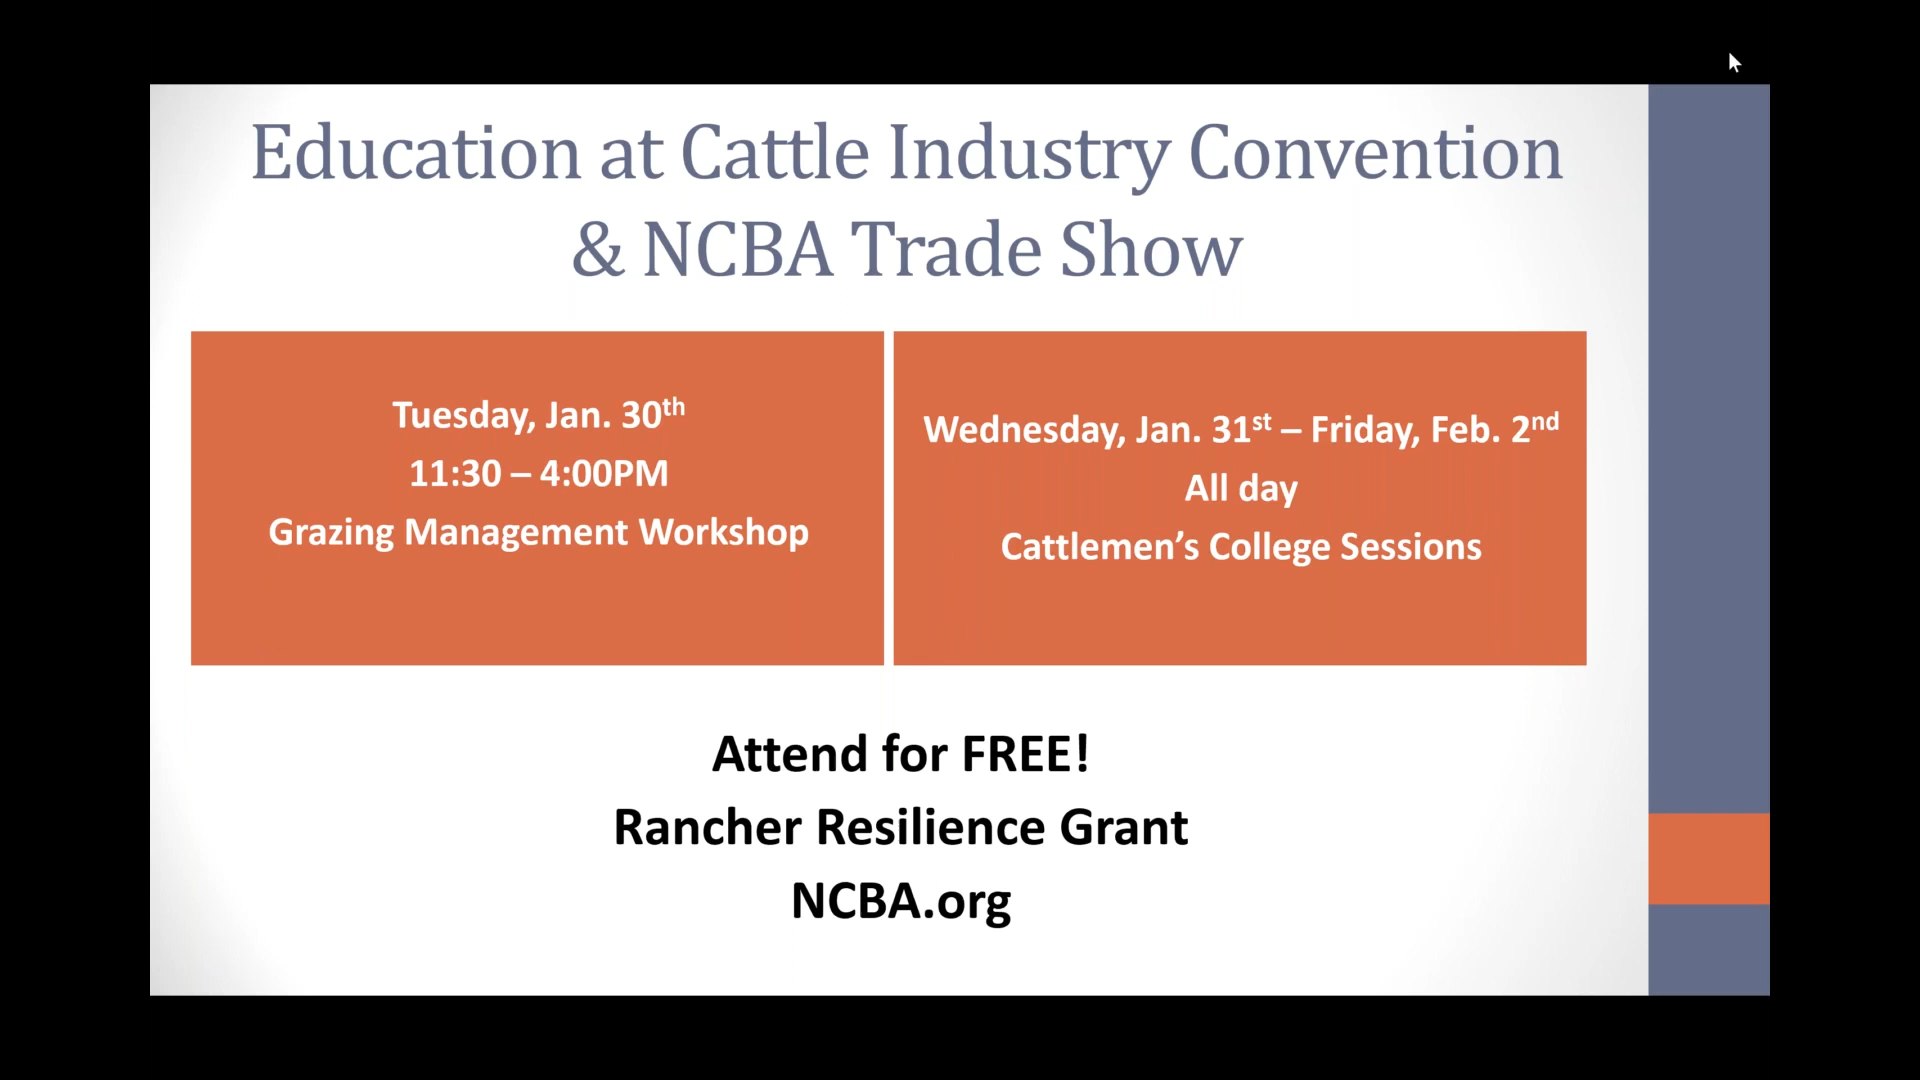 Education at Cattle Industry Convention
& NCBA Trade Show
Tuesday, Jan. 30th
11:30 – 4:00PM
Grazing Management Workshop
Wednesday, Jan. 31st – Friday, Feb. 2nd
All day
Cattlemen’s College Sessions
Attend for FREE!
Rancher Resilience Grant
NCBA.org